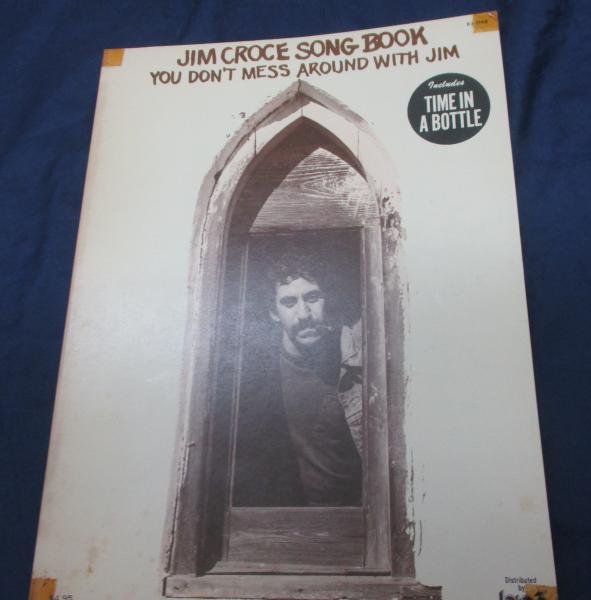 JIM CROCE SONG BOOK
YOU DON'T MESS AROUND WITH JIM
Includes
TIME IN
A BOTTLE
Distributed
by